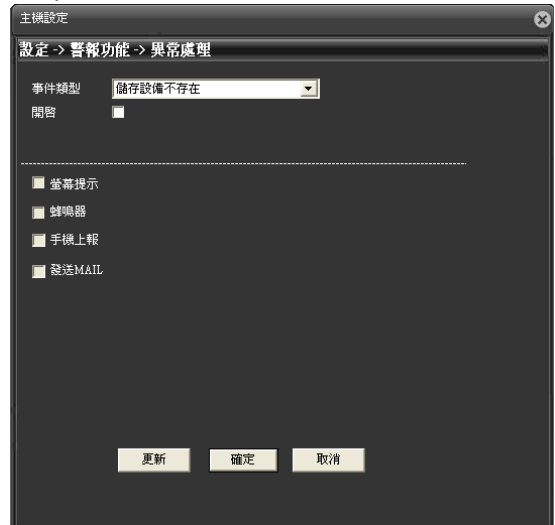 主機設定
設定 -> 警報功能 -> 異常處理
事件類型 儲存設備不存在
開啓
螢幕提示
蜂鳴器
手機上報
發送MAIL
更新 確定 取消